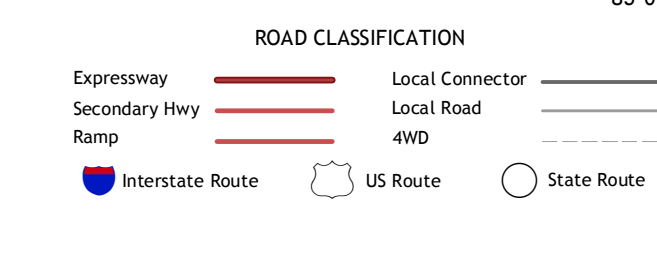 ROAD CLASSIFICATION
Expressway
Local Connector
Secondary Hwy
Local Road
Ramp
4WD
Interstate Route
US Route
State Route